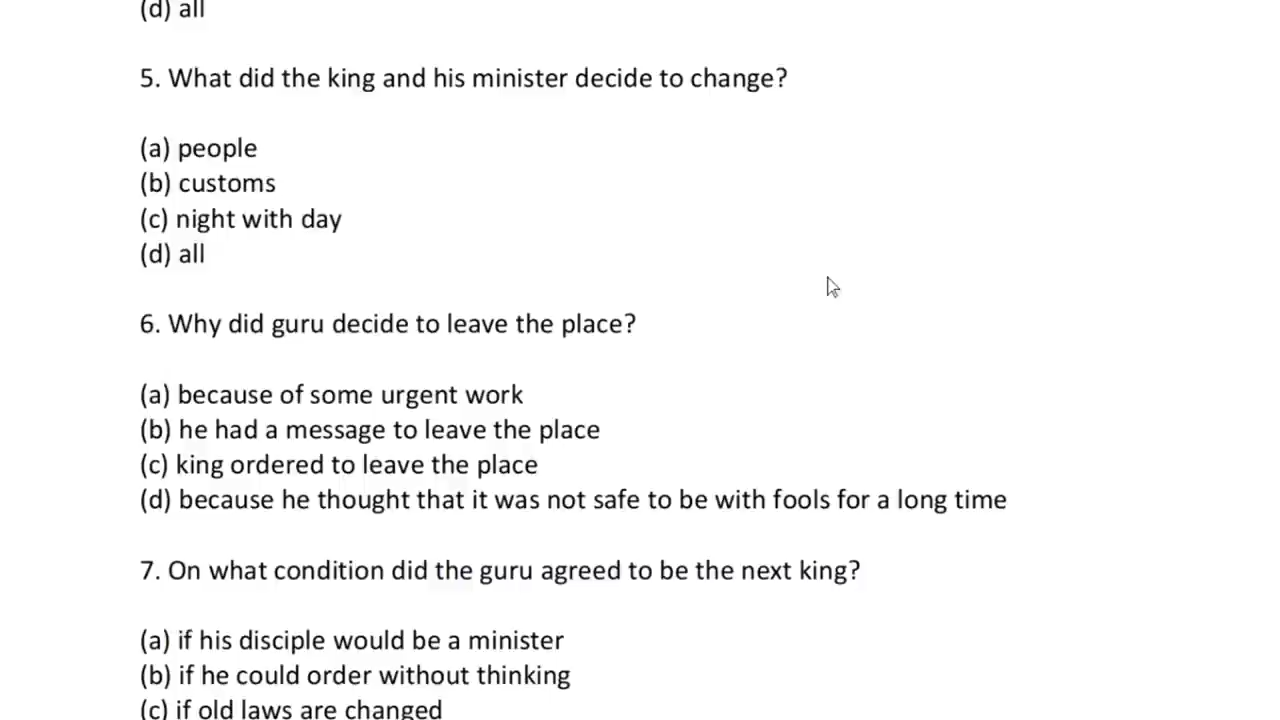 (d) all
5. What did the king and his minister decide to change?
(a) people
(b) customs
(c) night with day
(d) all
6. Why did guru decide to leave the place?
(a) because of some urgent work
(b) he had a message to leave the place
(c) king ordered to leave the place
(d) because he thought that it was not safe to be with fools for a long time
7. On what condition did the guru agreed to be the next king?
(a) if his disciple would be a minister
(b) if he could order without thinking
(c) if old laws are changed